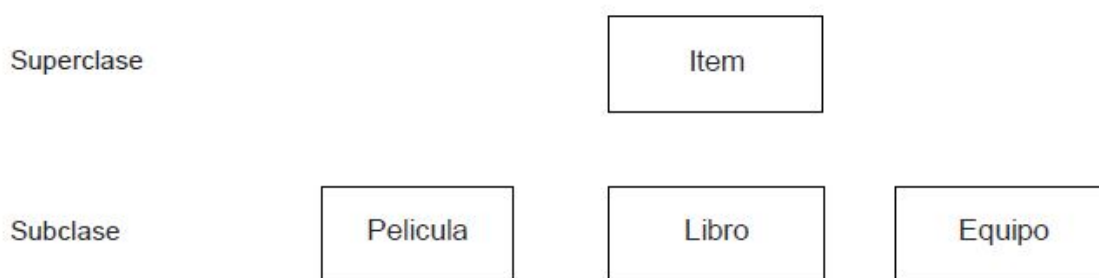 Superclase
Item
Subclase
Pelicula
Libro
Equipo